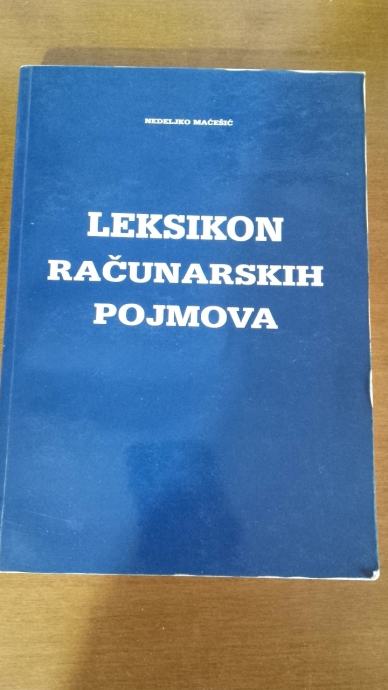 NEDELJKO MAĆEŠIĆ
LEKSIKON
RAČUNARSKIH
POJMOVA